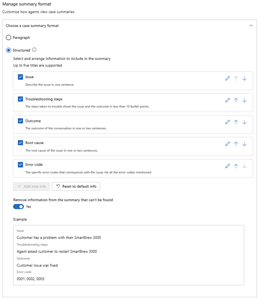 Manage summary format
Customize how agents view case summaries.
Choose a case summary format
Paragraph
Structured
Select and arrange information to include in the summary
Up to five titles are supported
Issue
Describe the issue in one sentence.
Troubleshooting steps
The steps taken to trouble shoot the issue and the outcome in less than 10 bullet points.
Outcome
The outcome of the conversation in one or two sentences.
Root cause
The root cause of the issue in one or two sentences.
Error code
The specific error codes that corresponds with the issue; list all the error codes mentioned.
Add new info
Reset to default info
Remove information from the summary that can't be found
Yes
Example
Issue
Customer has a problem with their SmartBrew 3000
Troubleshooting steps
Agent asked customer to restart SmartBrew 3000
Outcome
Customer issue was fixed
Error code
0001; 0002; 0003